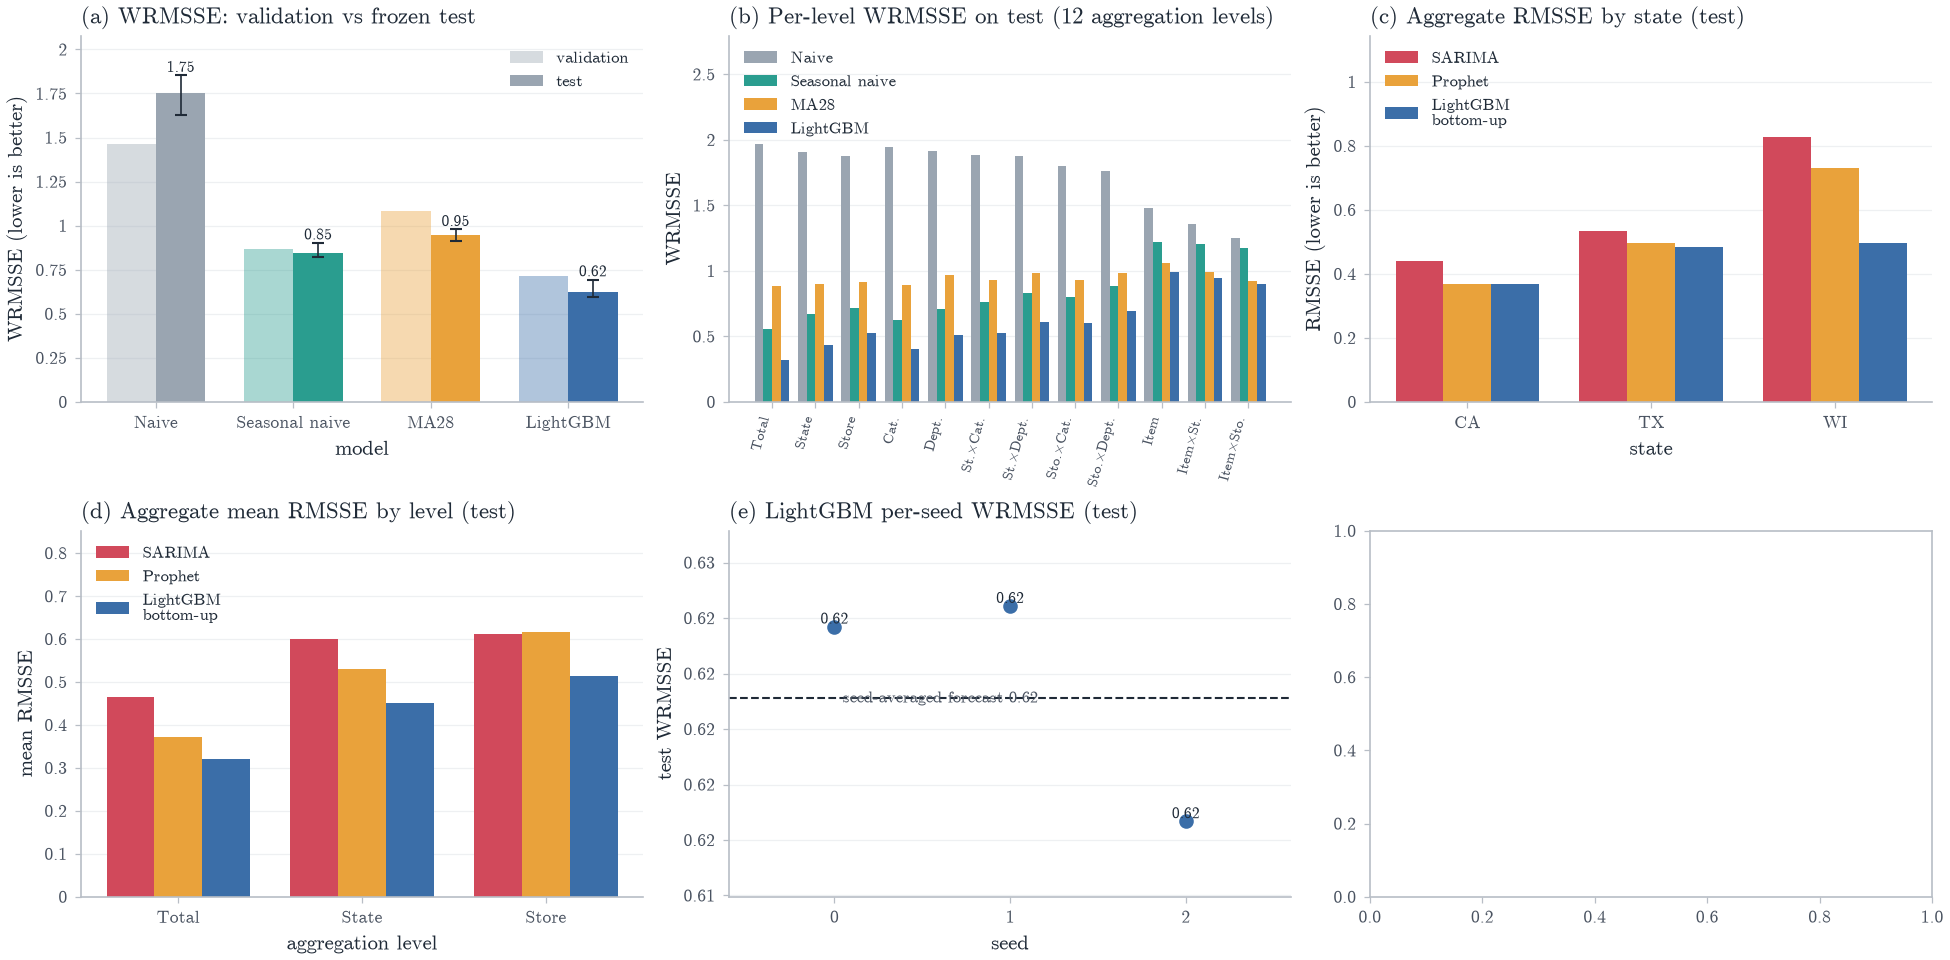 (a) WRMSSE: validation vs frozen test
WRMSSE (lower is better)
2
1.75
1.5
1.25
1
0.75
0.5
0.25
0
validation
test
1.75
0.85
0.95
0.62
Naive
Seasonal naive
MA28
LightGBM
model
(b) Per-level WRMSSE on test (12 aggregation levels)
WRMSSE
2.5
2
1.5
1
0.5
0
Naive
Seasonal naive
MA28
LightGBM
Total
State
Store
Cat.
Dept.
St.×Cat.
St.×Dept.
Sto.×Cat.
Sto.×Dept.
Item
Item×St.
Item×Sto.
(c) Aggregate RMSSE by state (test)
RMSSE (lower is better)
1
0.8
0.6
0.4
0.2
0
SARIMA
Prophet
LightGBM
bottom-up
CA
TX
WI
state
(d) Aggregate mean RMSSE by level (test)
mean RMSSE
0.8
0.7
0.6
0.5
0.4
0.3
0.2
0.1
0
SARIMA
Prophet
LightGBM
bottom-up
Total
State
Store
aggregation level
(e) LightGBM per-seed WRMSSE (test)
test WRMSSE
0.63
0.62
0.62
0.62
0.62
0.62
0.61
0.62
0.62
seed-averaged forecast 0.62
0.62
0
1
2
seed
1.0
0.8
0.6
0.4
0.2
0.0
0.0
0.2
0.4
0.6
0.8
1.0